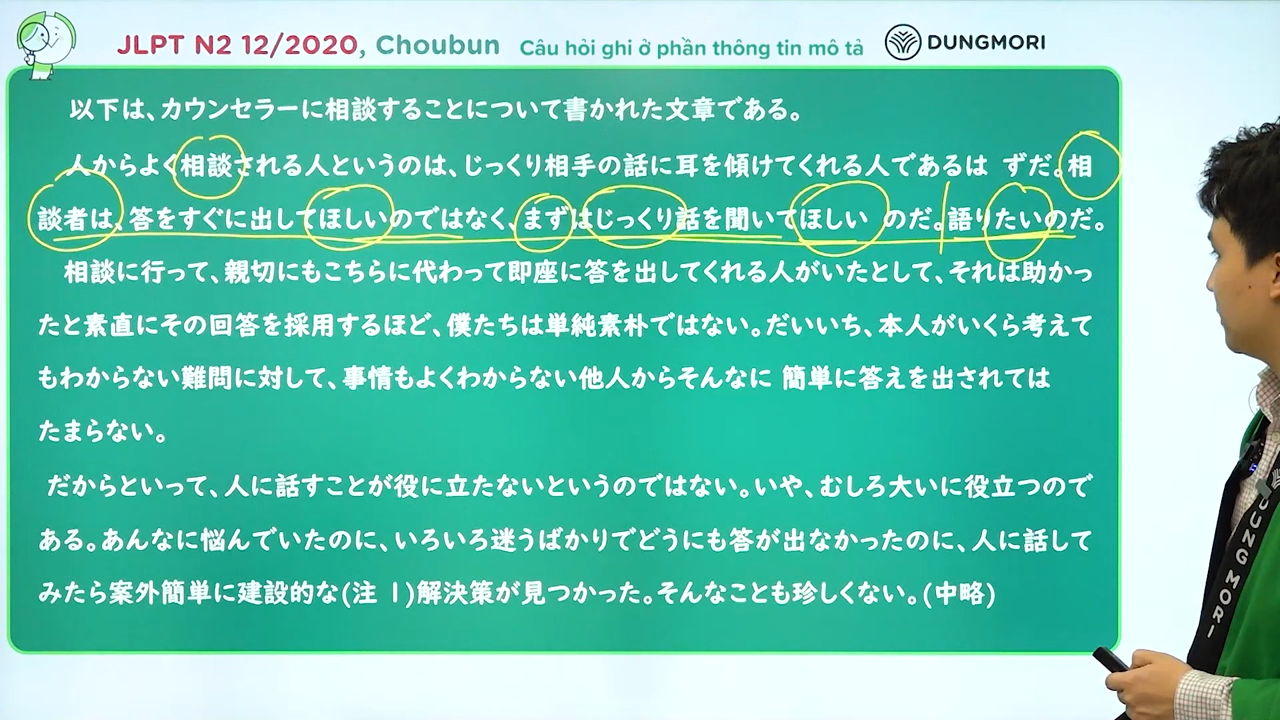 JLPT N2 12/2020, Choubun Câu hỏi ghi ở phần thông tin mô tả DUNGMORI
以下は、カウンセラーに相談することについて書かれた文章である。
人からよく相談される人というのは、じっくり相手の話に耳を傾けてくれる人であるは ずだ。相
談者は、答をすぐに出してほしいのではなく、まずはじっくり話を聞いてほしい のだ。語りたいのだ。
相談に行って、親切にもこちらに代わって即座に答を出してくれる人がいたとして、それは助かっ
たと素直にその回答を採用するほど、僕たちは単純素朴ではない。だいいち、本人がいくら考えて
もわからない難問に対して、事情もよくわからない他人からそんなに 簡単に答えを出されては
たまらない。
だからといって、人に話すことが役に立たないというのではない。いや、むしろ大いに役立つので
ある。あんなに悩んでいたのに、いろいろ迷うばかりでどうにも答が出なかったのに、人に話して
みたら案外簡単に建設的な(注 1)解決策が見つかった。そんなことも珍しくない。(中略)
DUNG MORI